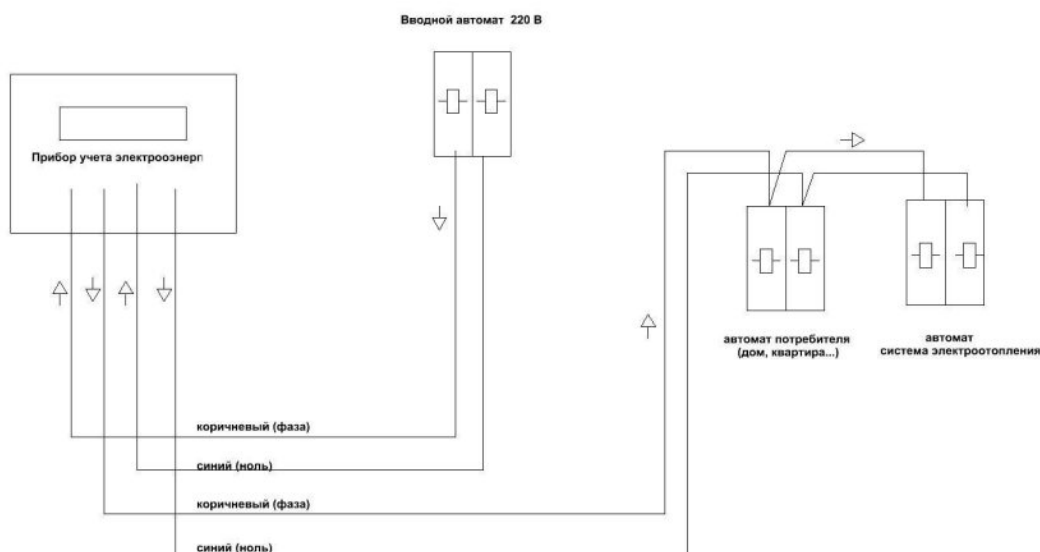 Вводной автомат 220 В
Прибор учета электрооэнерг
коричневый (фаза)
синий (ноль)
коричневый (фаза)
синий (ноль)
автомат потребителя
(дом, квартира...)
автомат
система электроотопления